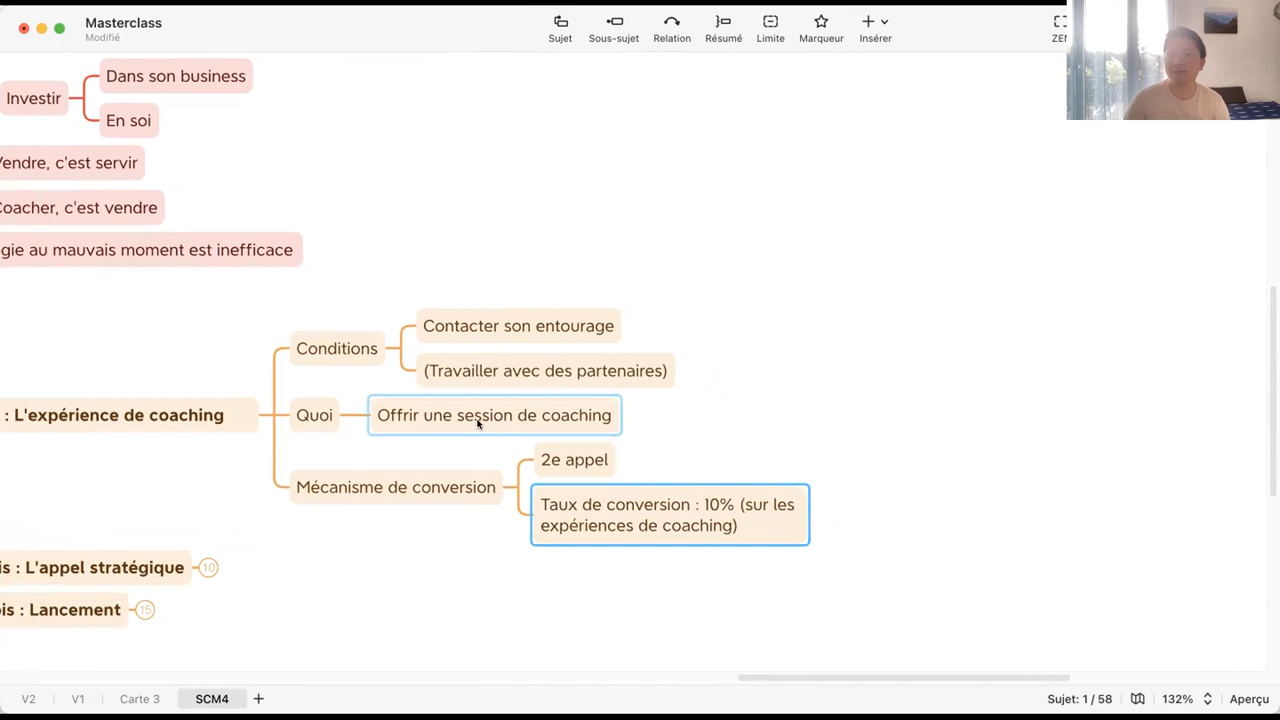 Masterclass
Modifié
Sujet
Sous-sujet
Relation
Résumé
Limite
Marqueur
Insérer
Investir
Dans son business
En soi
Vendre, c'est servir
Coacher, c'est vendre
au mauvais moment est inefficace
Conditions
Contacter son entourage
(Travailler avec des partenaires)
: L'expérience de coaching
Quoi
Offrir une session de coaching
Mécanisme de conversion
2e appel
Taux de conversion : 10% (sur les
expériences de coaching)
: L'appel stratégique
10
: Lancement
15
V2
V1
Carte 3
SCM4
Sujet: 1 / 58
132%
Aperçu